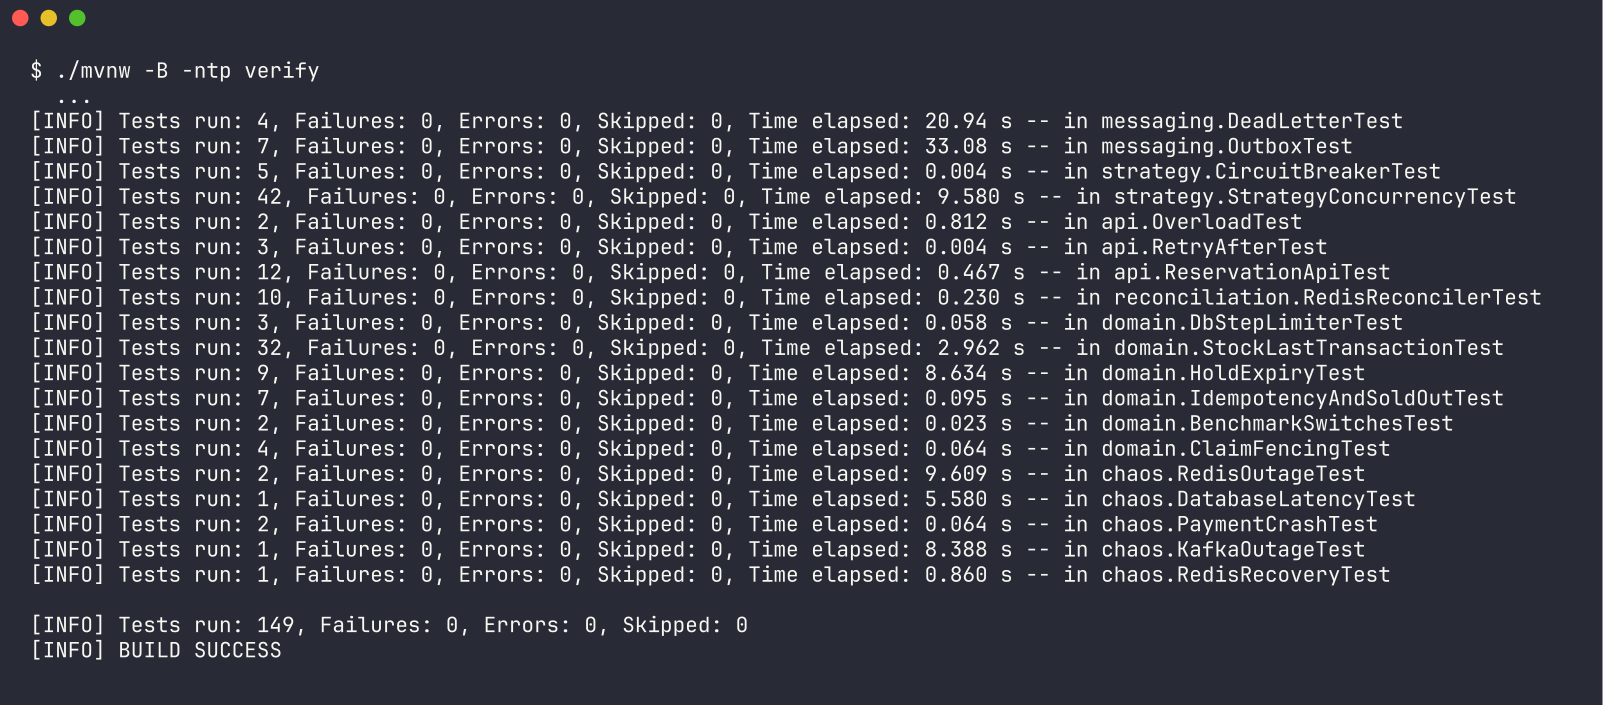 $ ./mvnw -B -ntp verify
...
[INFO] Tests run: 4, Failures: 0, Errors: 0, Skipped: 0, Time elapsed: 20.94 s -- in messaging.DeadLetterTest
[INFO] Tests run: 7, Failures: 0, Errors: 0, Skipped: 0, Time elapsed: 33.08 s -- in messaging.OutboxTest
[INFO] Tests run: 5, Failures: 0, Errors: 0, Skipped: 0, Time elapsed: 0.004 s -- in strategy.CircuitBreakerTest
[INFO] Tests run: 42, Failures: 0, Errors: 0, Skipped: 0, Time elapsed: 9.580 s -- in strategy.StrategyConcurrencyTest
[INFO] Tests run: 2, Failures: 0, Errors: 0, Skipped: 0, Time elapsed: 0.812 s -- in api.OverloadTest
[INFO] Tests run: 3, Failures: 0, Errors: 0, Skipped: 0, Time elapsed: 0.004 s -- in api.RetryAfterTest
[INFO] Tests run: 12, Failures: 0, Errors: 0, Skipped: 0, Time elapsed: 0.467 s -- in api.ReservationApiTest
[INFO] Tests run: 10, Failures: 0, Errors: 0, Skipped: 0, Time elapsed: 0.230 s -- in reconciliation.RedisReconcilerTest
[INFO] Tests run: 3, Failures: 0, Errors: 0, Skipped: 0, Time elapsed: 0.058 s -- in domain.DbStepLimiterTest
[INFO] Tests run: 32, Failures: 0, Errors: 0, Skipped: 0, Time elapsed: 2.962 s -- in domain.StockLastTransactionTest
[INFO] Tests run: 9, Failures: 0, Errors: 0, Skipped: 0, Time elapsed: 8.634 s -- in domain.HoldExpiryTest
[INFO] Tests run: 7, Failures: 0, Errors: 0, Skipped: 0, Time elapsed: 0.095 s -- in domain.IdempotencyAndSoldOutTest
[INFO] Tests run: 2, Failures: 0, Errors: 0, Skipped: 0, Time elapsed: 0.023 s -- in domain.BenchmarkSwitchesTest
[INFO] Tests run: 4, Failures: 0, Errors: 0, Skipped: 0, Time elapsed: 0.064 s -- in domain.ClaimFencingTest
[INFO] Tests run: 2, Failures: 0, Errors: 0, Skipped: 0, Time elapsed: 9.609 s -- in chaos.RedisOutageTest
[INFO] Tests run: 1, Failures: 0, Errors: 0, Skipped: 0, Time elapsed: 5.580 s -- in chaos.DatabaseLatencyTest
[INFO] Tests run: 2, Failures: 0, Errors: 0, Skipped: 0, Time elapsed: 0.064 s -- in chaos.PaymentCrashTest
[INFO] Tests run: 1, Failures: 0, Errors: 0, Skipped: 0, Time elapsed: 8.388 s -- in chaos.KafkaOutageTest
[INFO] Tests run: 1, Failures: 0, Errors: 0, Skipped: 0, Time elapsed: 0.860 s -- in chaos.RedisRecoveryTest
[INFO] Tests run: 149, Failures: 0, Errors: 0, Skipped: 0
[INFO] BUILD SUCCESS